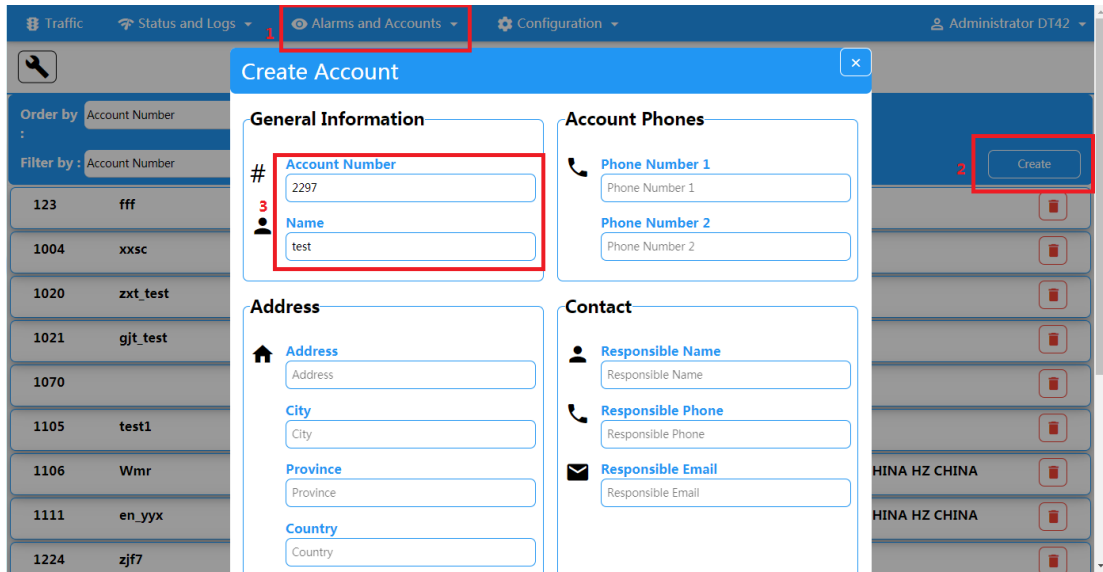 Traffic
Status and Logs
1
Alarms and Accounts
Configuration
Administrator DT42
Create Account
×
Order by :
Account Number
Filter by :
Account Number
2
Create
General Information
#
Account Number
2297
3
Name
test
Account Phones
Phone Number 1
Phone Number 1
Phone Number 2
Phone Number 2
Address
Address
Address
City
City
Province
Province
Country
Country
Contact
Responsible Name
Responsible Name
Responsible Phone
Responsible Phone
Responsible Email
Responsible Email
123 fff
1004 xxsc
1020 zxt_test
1021 gjt_test
1070
1105 test1
1106 Wmr HINA HZ CHINA
1111 en_yyx HINA HZ CHINA
1224 zjf7